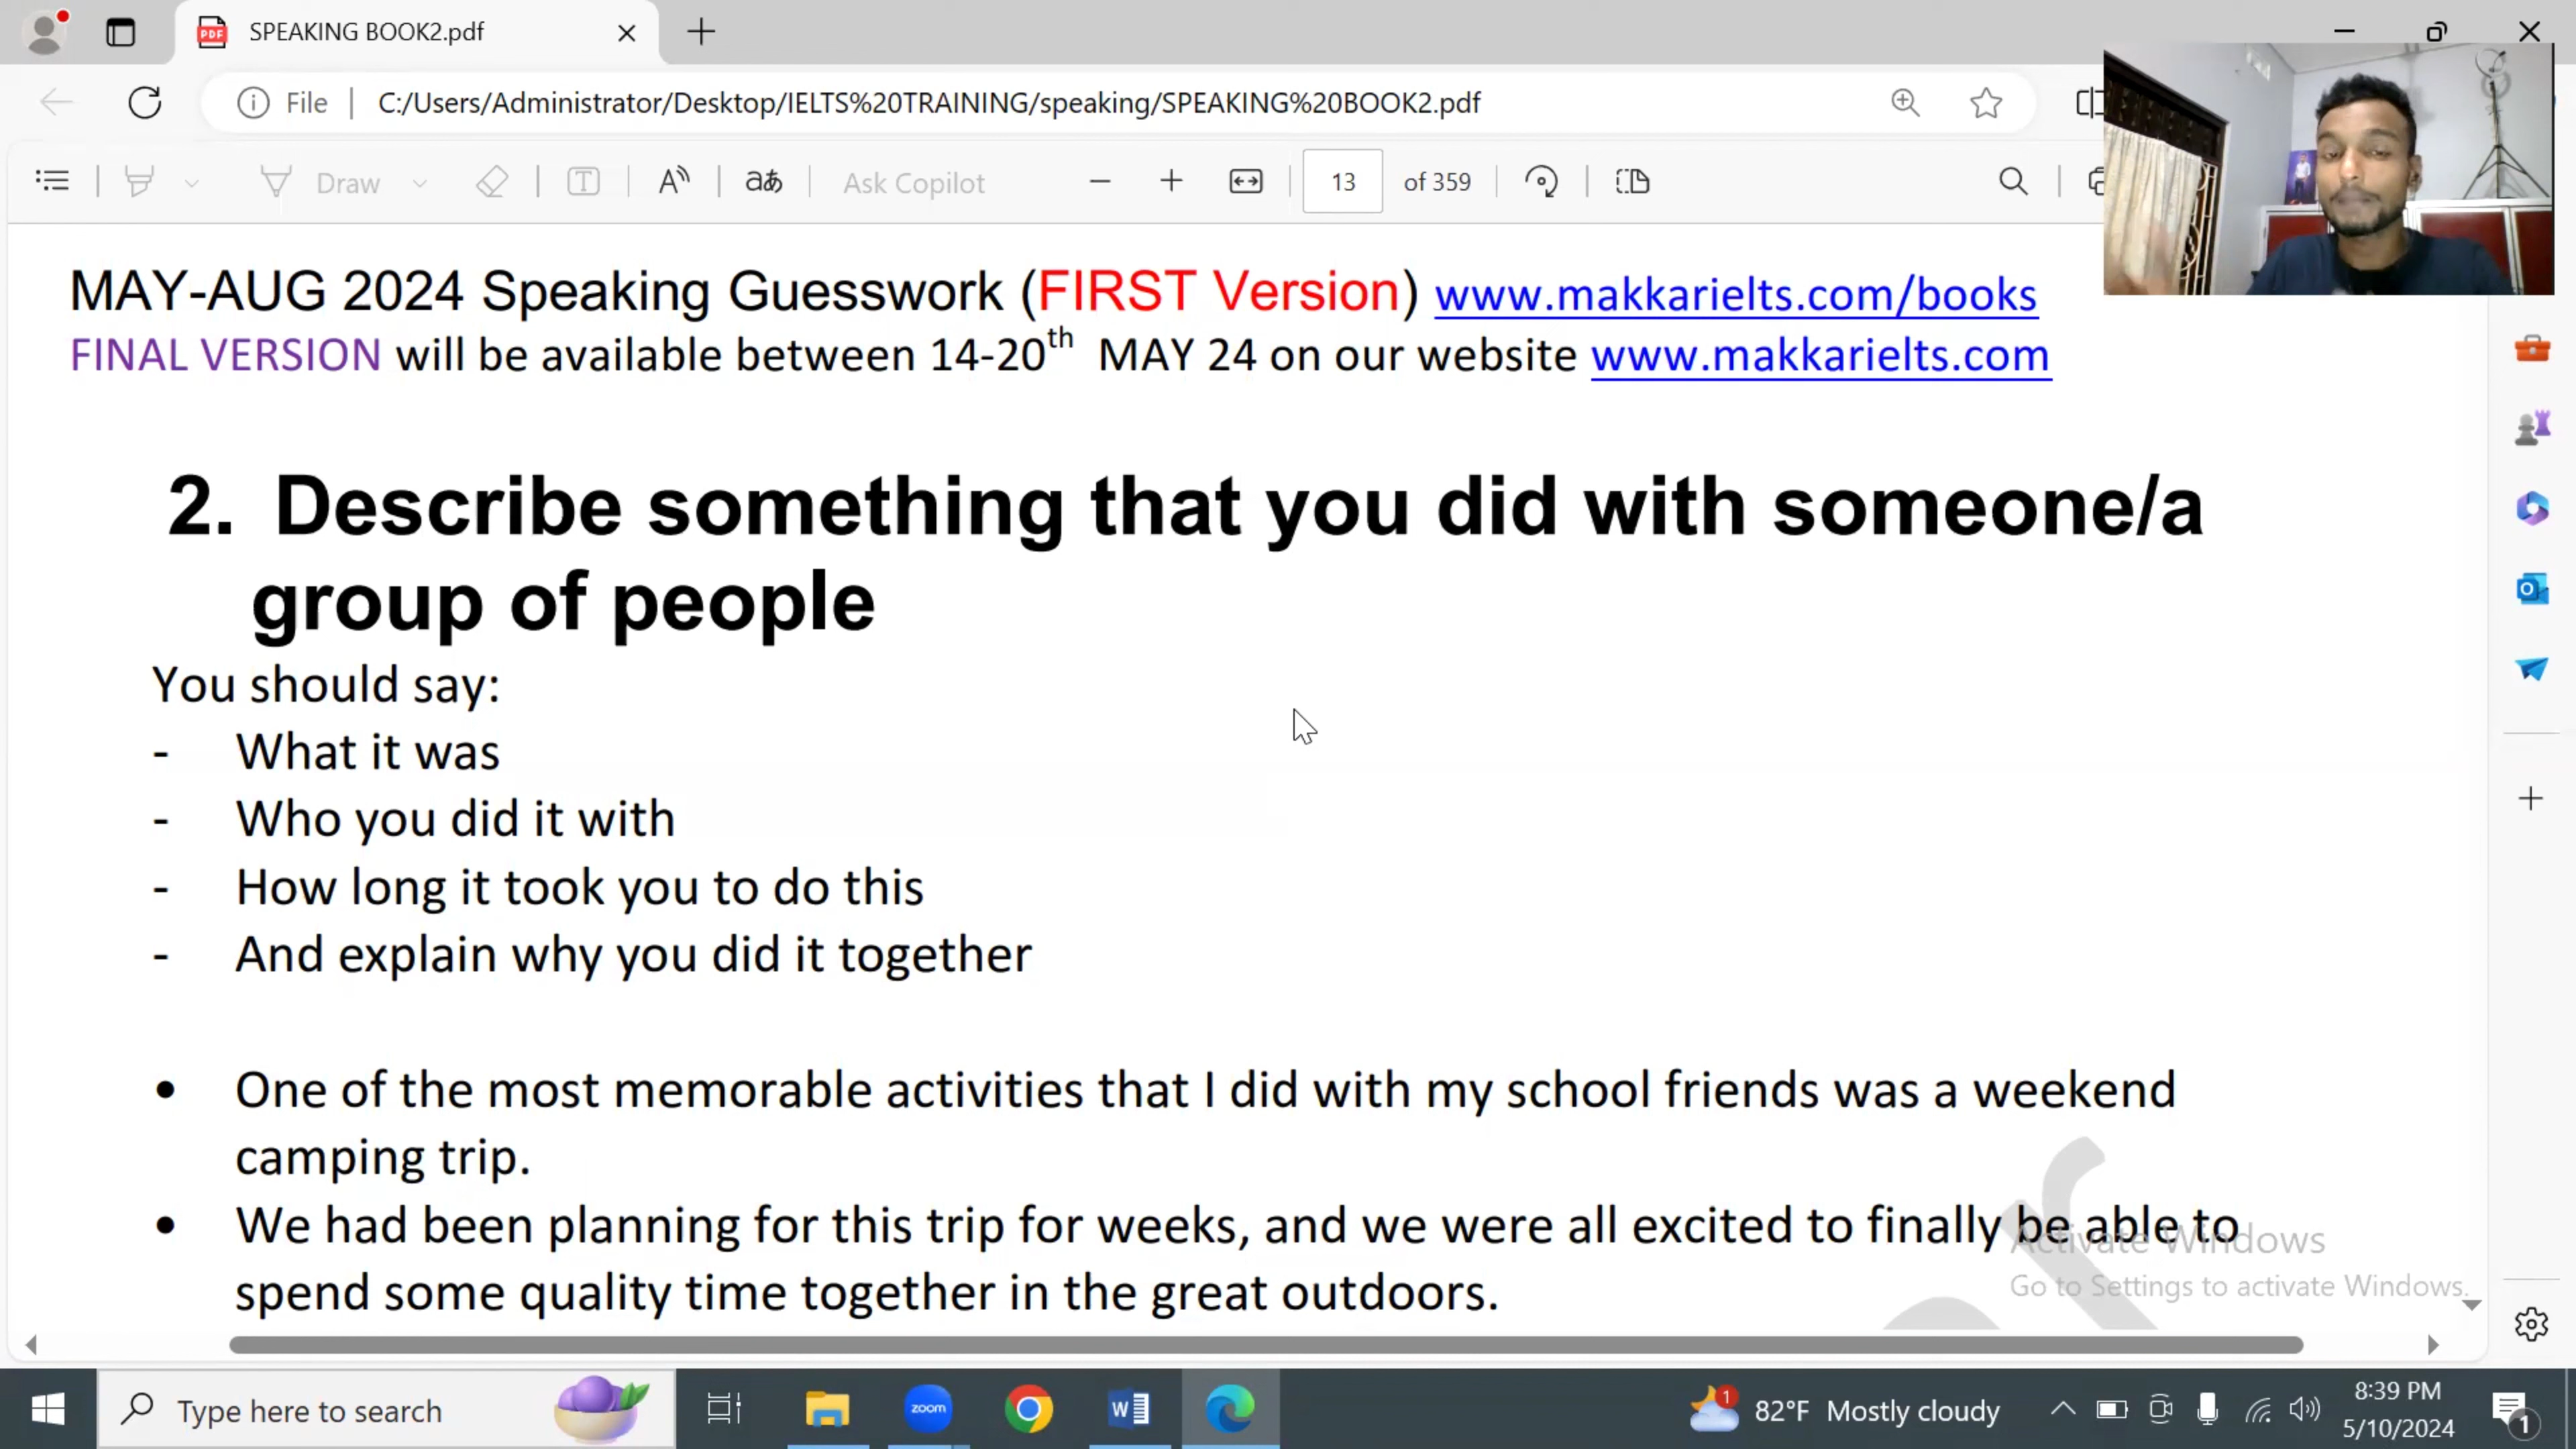 SPEAKING BOOK2.pdf
File | C:/Users/Administrator/Desktop/IELTS%20TRAINING/speaking/SPEAKING%20BOOK2.pdf
Draw
Ask Copilot
13 of 359
MAY-AUG 2024 Speaking Guesswork (FIRST Version) www.makkarielts.com/books
FINAL VERSION will be available between 14-20th MAY 24 on our website www.makkarielts.com
2. Describe something that you did with someone/a
group of people
You should say:
- What it was
- Who you did it with
- How long it took you to do this
- And explain why you did it together
• One of the most memorable activities that I did with my school friends was a weekend
camping trip.
• We had been planning for this trip for weeks, and we were all excited to finally be able to
spend some quality time together in the great outdoors.
Activate Windows
Go to Settings to activate Windows.
Type here to search
zoom
1
82°F Mostly cloudy
8:39 PM
5/10/2024
1